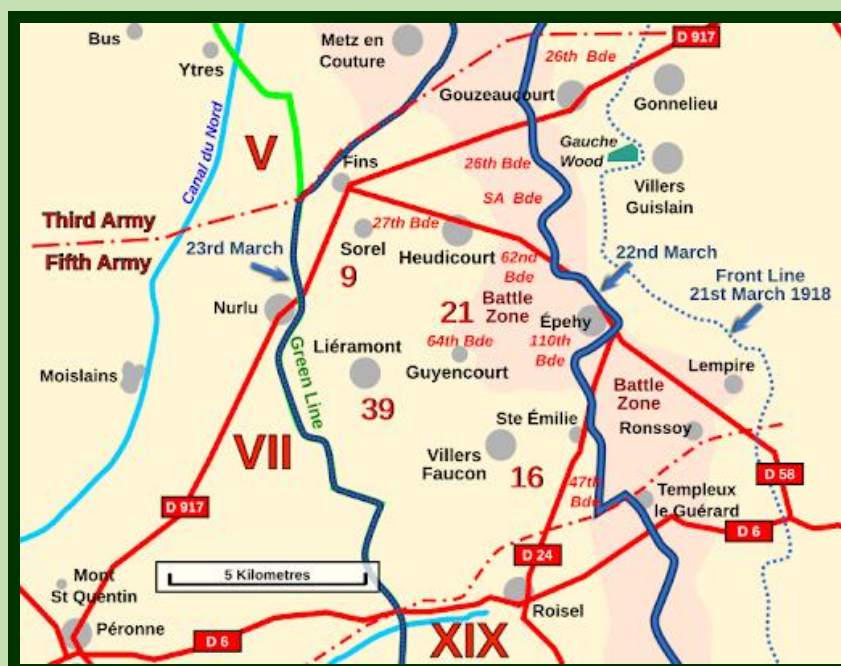 Bus
Ytres
Metz en
Couture
26th Bde
D 917
Gouzeaucourt
Gonnelieu
Canal du Nord
V
Fins
Gauche
Wood
26th Bde
Villers
Guislain
SA Bde
Third Army
Fifth Army
27th Bde
23rd March
Sorel
Heudicourt
62nd
Bde
22nd March
9
Front Line
21st March 1918
Nurlu
21
Battle
Zone
Épehy
Liéramont
64th Bde
110th
Bde
Green Line
Guyencourt
Moislains
Lempire
Battle
Zone
39
Ste Émilie
Ronssoy
VII
Villers
Faucon
16
47th
Bde
D 58
Templeux
le Guérard
D 917
D 6
D 24
5 Kilometres
Mont
St Quentin
Roisel
Péronne
D 6
XIX